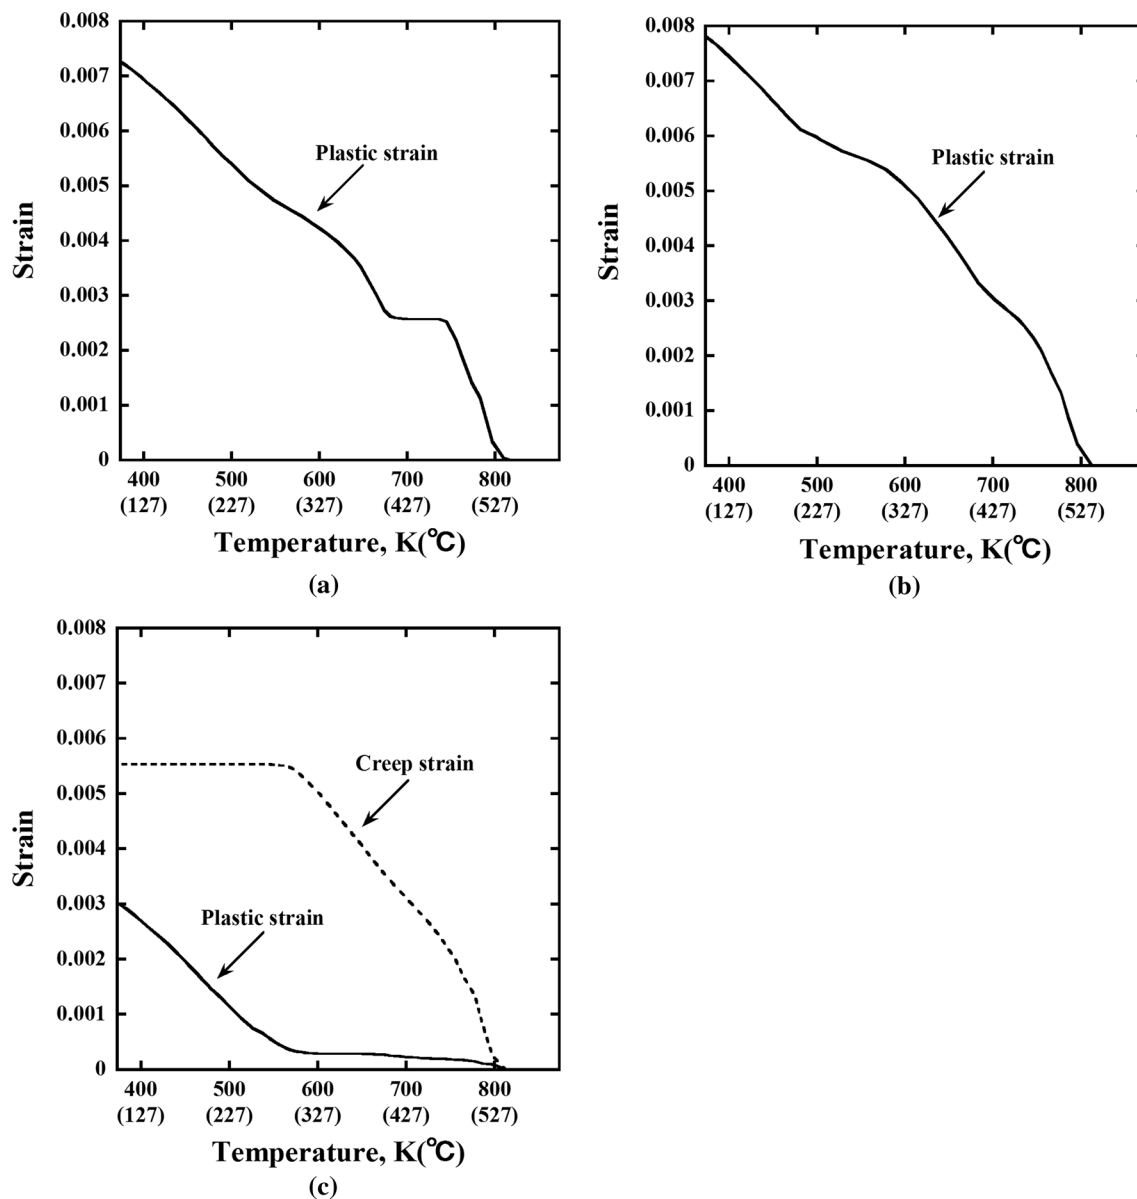 0.008
0.007
0.006
0.005
0.004
0.003
0.002
0.001
0
Strain
Plastic strain
400 500 600 700 800
(127) (227) (327) (427) (527)
Temperature, K(℃)
(a)
0.008
0.007
0.006
0.005
0.004
0.003
0.002
0.001
0
Strain
Plastic strain
400 500 600 700 800
(127) (227) (327) (427) (527)
Temperature, K(℃)
(b)
0.008
0.007
0.006
0.005
0.004
0.003
0.002
0.001
0
Strain
Creep strain
Plastic strain
400 500 600 700 800
(127) (227) (327) (427) (527)
Temperature, K(℃)
(c)